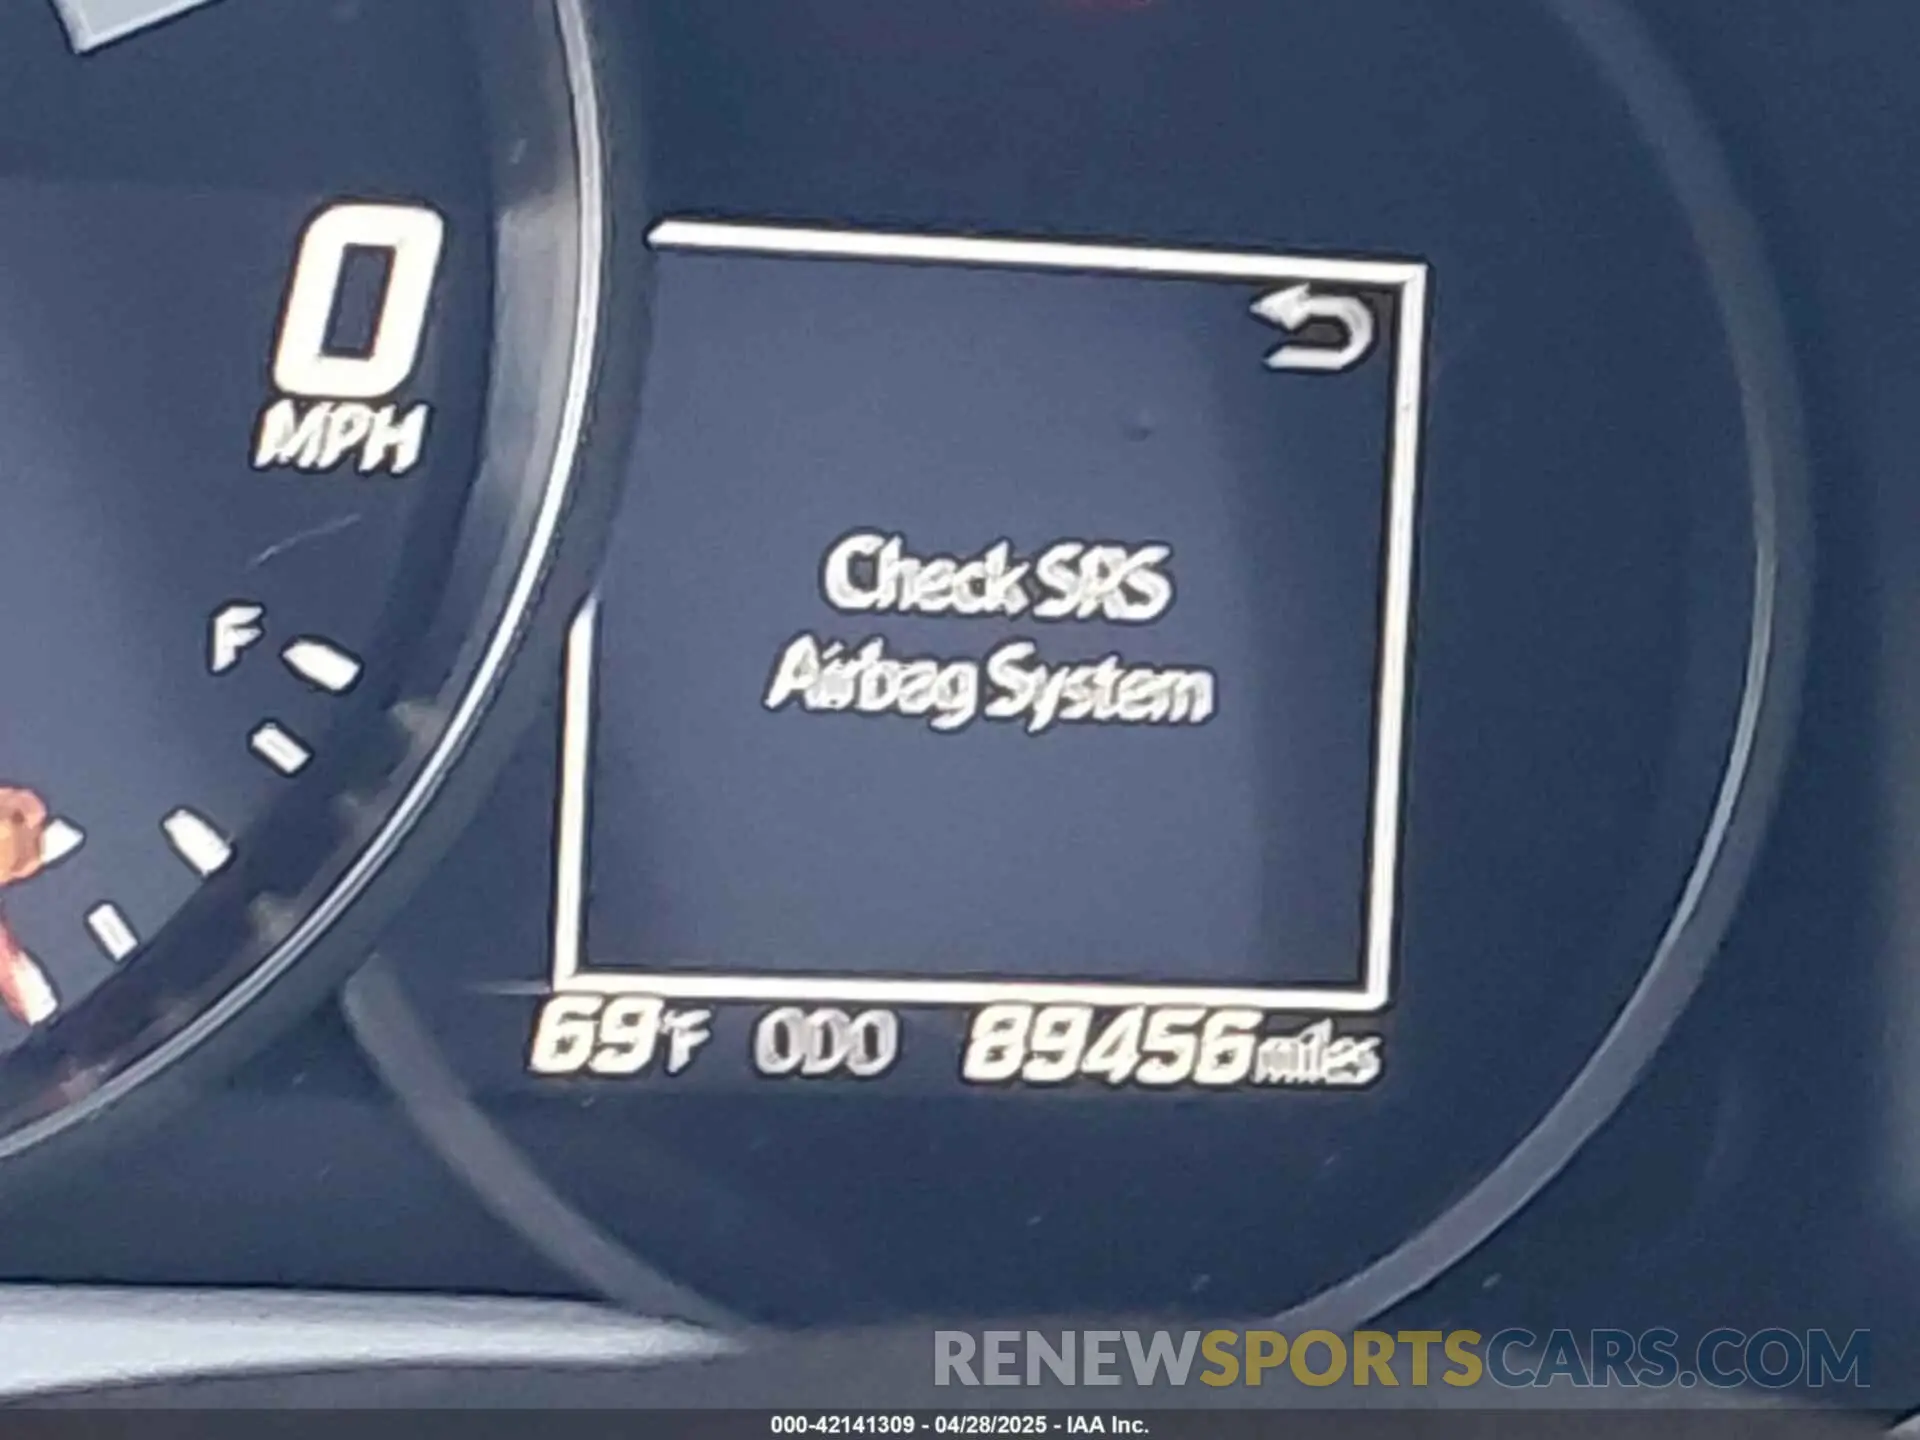 0
MPH
F
Check SRS
Airbag System
69°F ODO 89456 miles
RENEWSPORTSCARS.COM
000-42141309 - 04/28/2025 - IAA Inc.